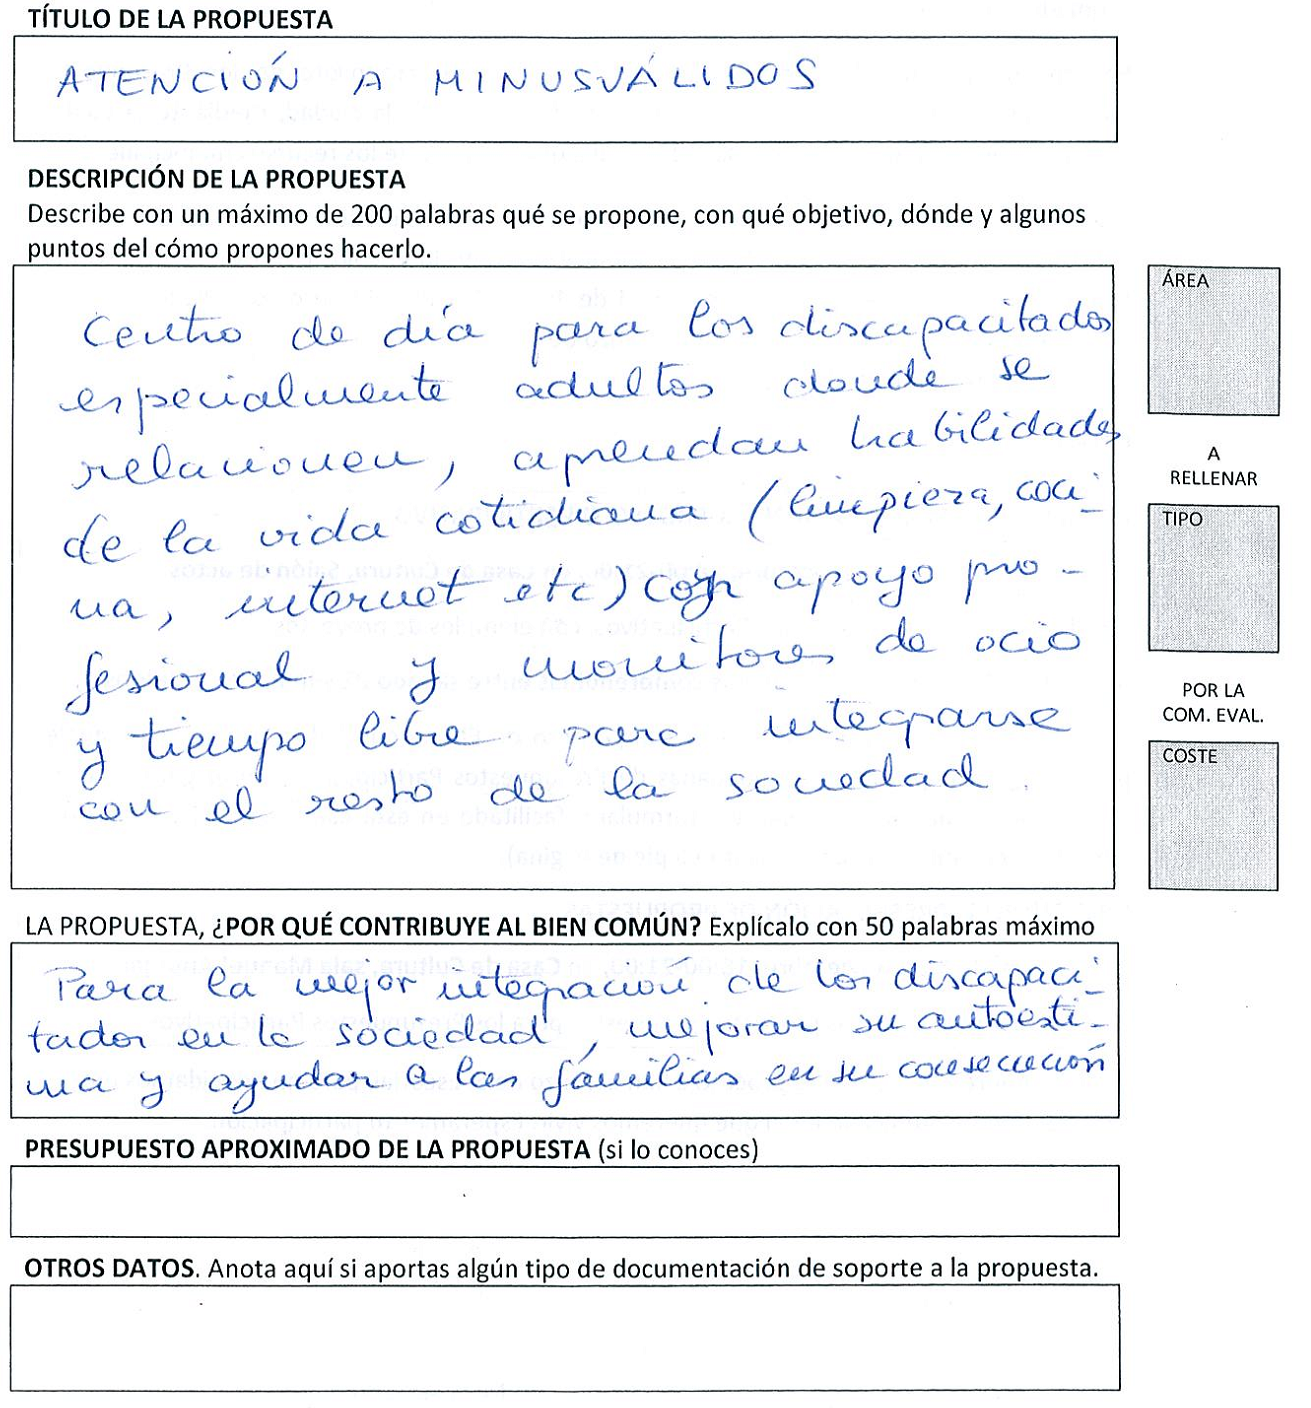 TÍTULO DE LA PROPUESTA
ATENCIÓN A MINUSVÁLIDOS
DESCRIPCIÓN DE LA PROPUESTA
Describe con un máximo de 200 palabras qué se propone, con qué objetivo, dónde y algunos
puntos del cómo propones hacerlo.
Centro de día para los discapacitados
especialmente adultos donde se
relacionen, aprendan habilidades
de la vida cotidiana (limpieza, coci-
na, internet etc) con apoyo pro-
fesional y monitores de ocio
y tiempo libre para integrarse
con el resto de la sociedad.
ÁREA
A
RELLENAR
TIPO
POR LA
COM. EVAL.
COSTE
LA PROPUESTA, ¿POR QUÉ CONTRIBUYE AL BIEN COMÚN? Explícalo con 50 palabras máximo
Para la mejor integración de los discapaci-
tados en la sociedad, mejorar su autoesti-
ma y ayudar a las familias en su consecución
PRESUPUESTO APROXIMADO DE LA PROPUESTA (si lo conoces)
OTROS DATOS. Anota aquí si aportas algún tipo de documentación de soporte a la propuesta.